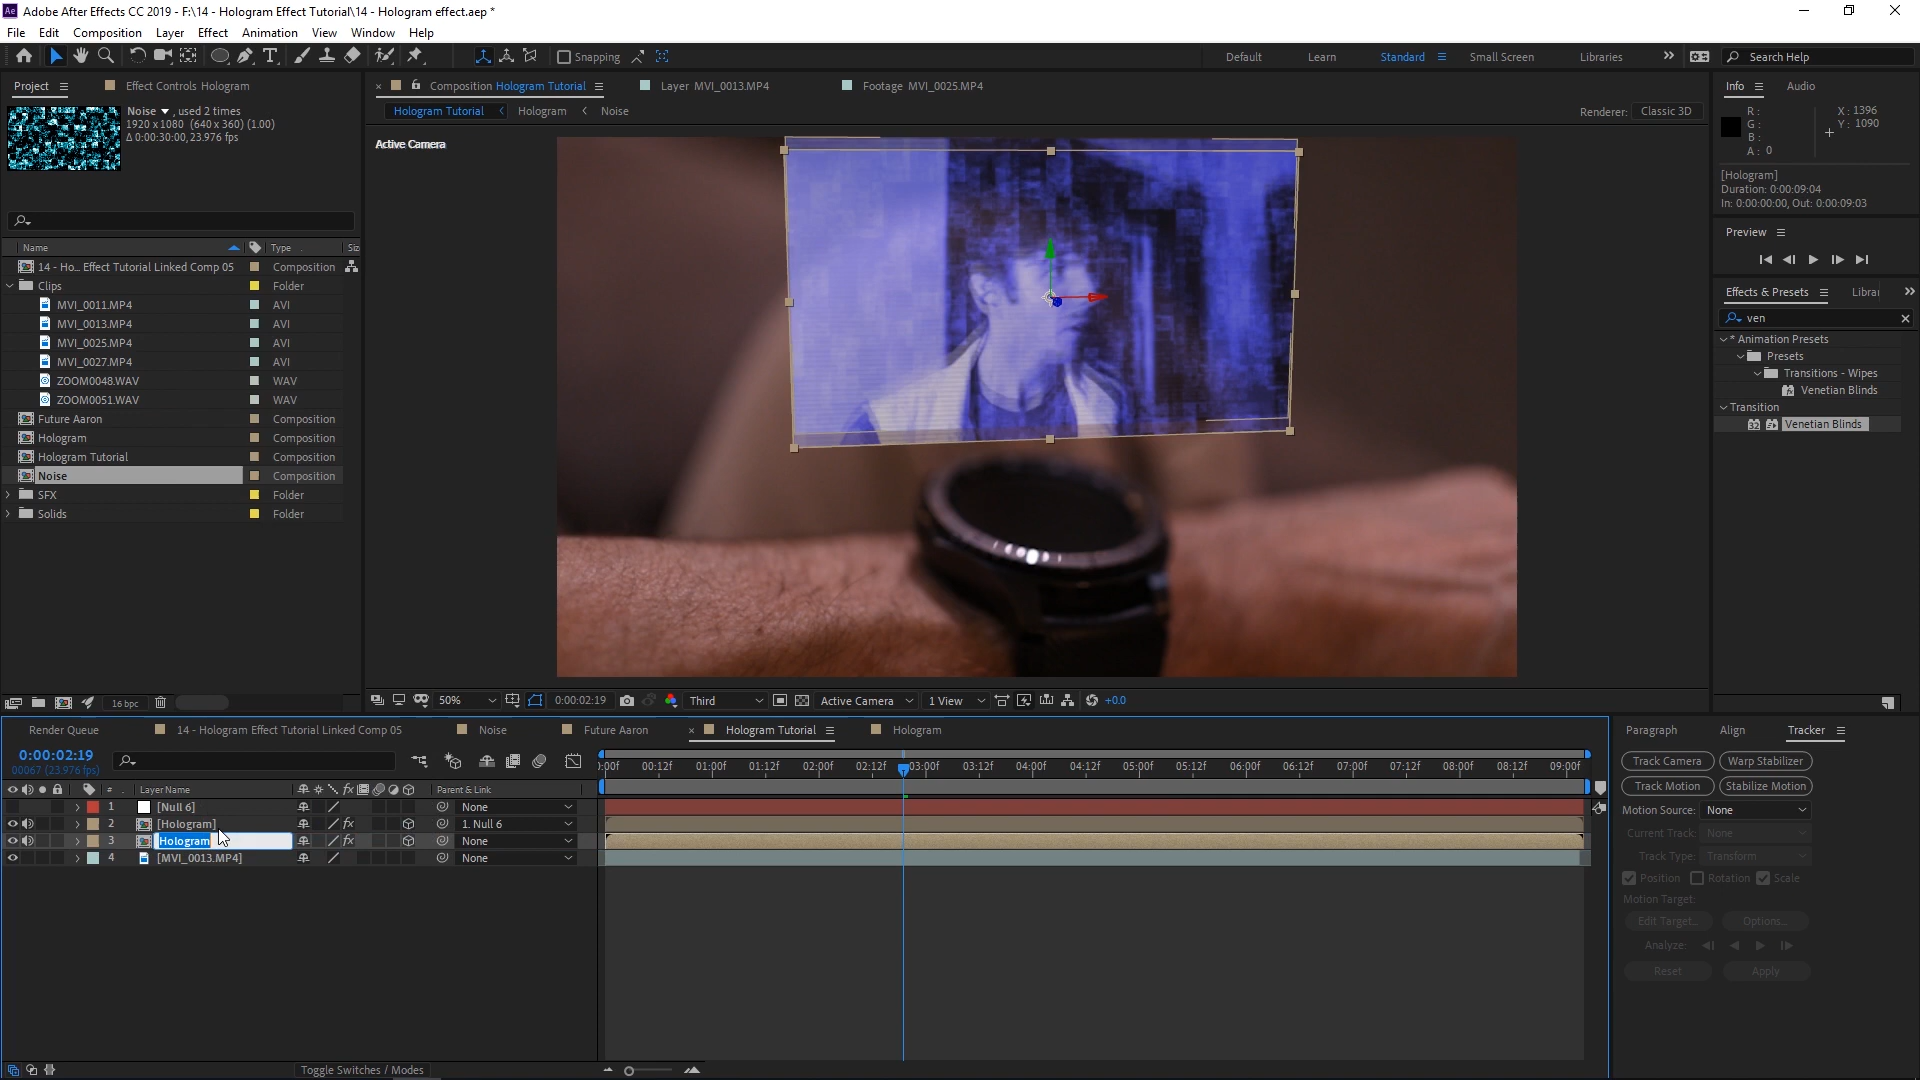 Adobe After Effects CC 2019 - F:\14 - Hologram Effect Tutorial\14 - Hologram effect.aep *
File Edit Composition Layer Effect Animation View Window Help
Snapping
Default Learn Standard Small Screen Libraries Search Help
Project Effect Controls Hologram
Noise , used 2 times
1920 x 1080 (640 x 360) (1.00)
Δ 0:00:30:00, 23.976 fps
Name Type Siz
14 - Ho... Effect Tutorial Linked Comp 05 Composition
Clips Folder
MVI_0011.MP4 AVI
MVI_0013.MP4 AVI
MVI_0025.MP4 AVI
MVI_0027.MP4 AVI
ZOOM0048.WAV WAV
ZOOM0051.WAV WAV
Future Aaron Composition
Hologram Composition
Hologram Tutorial Composition
Noise Composition
SFX Folder
Solids Folder
16 bpc
Composition Hologram Tutorial Layer MVI_0013.MP4 Footage MVI_0025.MP4
Hologram Tutorial Hologram Noise
Renderer: Classic 3D
Active Camera
50% 0:00:02:19 Third Active Camera 1 View +0.0
Info Audio
R:
G:
B:
A: 0
X: 1396
Y: 1090
[Hologram]
Duration: 0:00:09:04
In: 0:00:00:00, Out: 0:00:09:03
Preview
Effects & Presets Librar
ven
* Animation Presets
Presets
Transitions - Wipes
Venetian Blinds
Transition
32 Venetian Blinds
Render Queue 14 - Hologram Effect Tutorial Linked Comp 05 Noise Future Aaron Hologram Tutorial Hologram
0:00:02:19
00067 (23.976 fps)
:00f 00:12f 01:00f 01:12f 02:00f 02:12f 03:00f 03:12f 04:00f 04:12f 05:00f 05:12f 06:00f 06:12f 07:00f 07:12f 08:00f 08:12f 09:00f
# Layer Name fx Parent & Link
1 [Null 6] None
2 [Hologram] fx 1. Null 6
3 Hologram fx None
4 [MVI_0013.MP4] None
Toggle Switches / Modes
Paragraph Align Tracker
Track Camera Warp Stabilizer
Track Motion Stabilize Motion
Motion Source: None
Current Track: None
Track Type: Transform
Position Rotation Scale
Motion Target:
Edit Target... Options...
Analyze:
Reset Apply